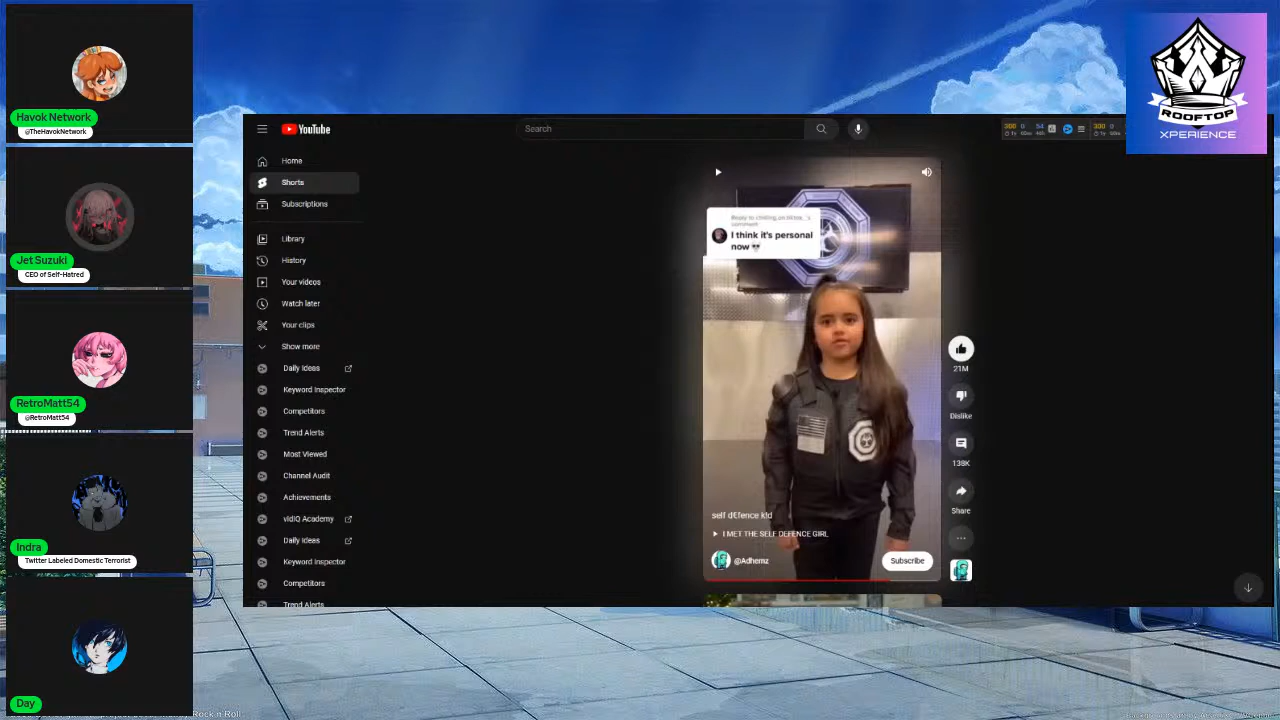 Havok Network
@TheHavokNetwork
Jet Suzuki
CEO of Self-Hatred
RetroMatt54
@RetroMatt54
Indra
Twitter Labeled Domestic Terrorist
Day
Rock n Roll
YouTube
Search
Home
Shorts
Subscriptions
Library
History
Your videos
Watch later
Your clips
Show more
Daily Ideas
Keyword Inspector
Competitors
Trend Alerts
Most Viewed
Channel Audit
Achievements
vidIQ Academy
Daily Ideas
Keyword Inspector
Competitors
Trend Alerts
I think it's personal
now
self d€fence k!d
I MET THE SELF DEFENCE GIRL
@Adhemz
Subscribe
21M
Dislike
138K
Share
ROOFTOP
XPERIENCE